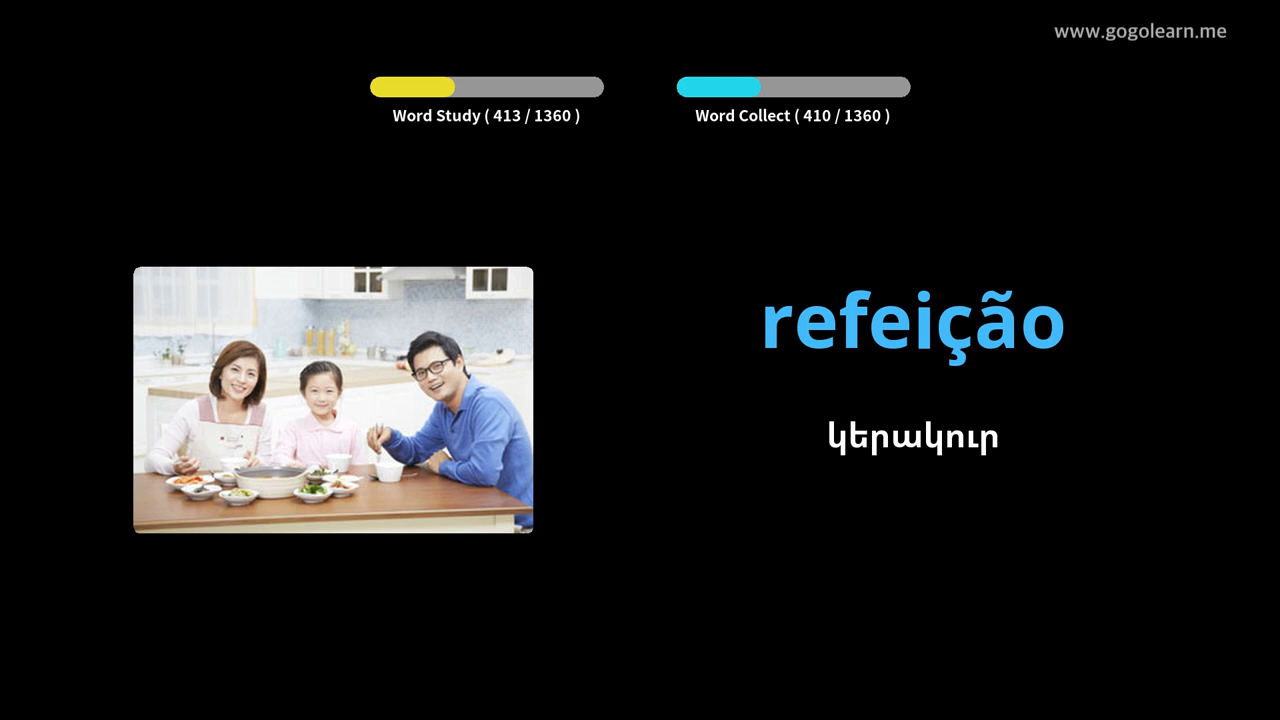 www.gogolearn.me
Word Study ( 413 / 1360 )
Word Collect ( 410 / 1360 )
refeição
կերակուր